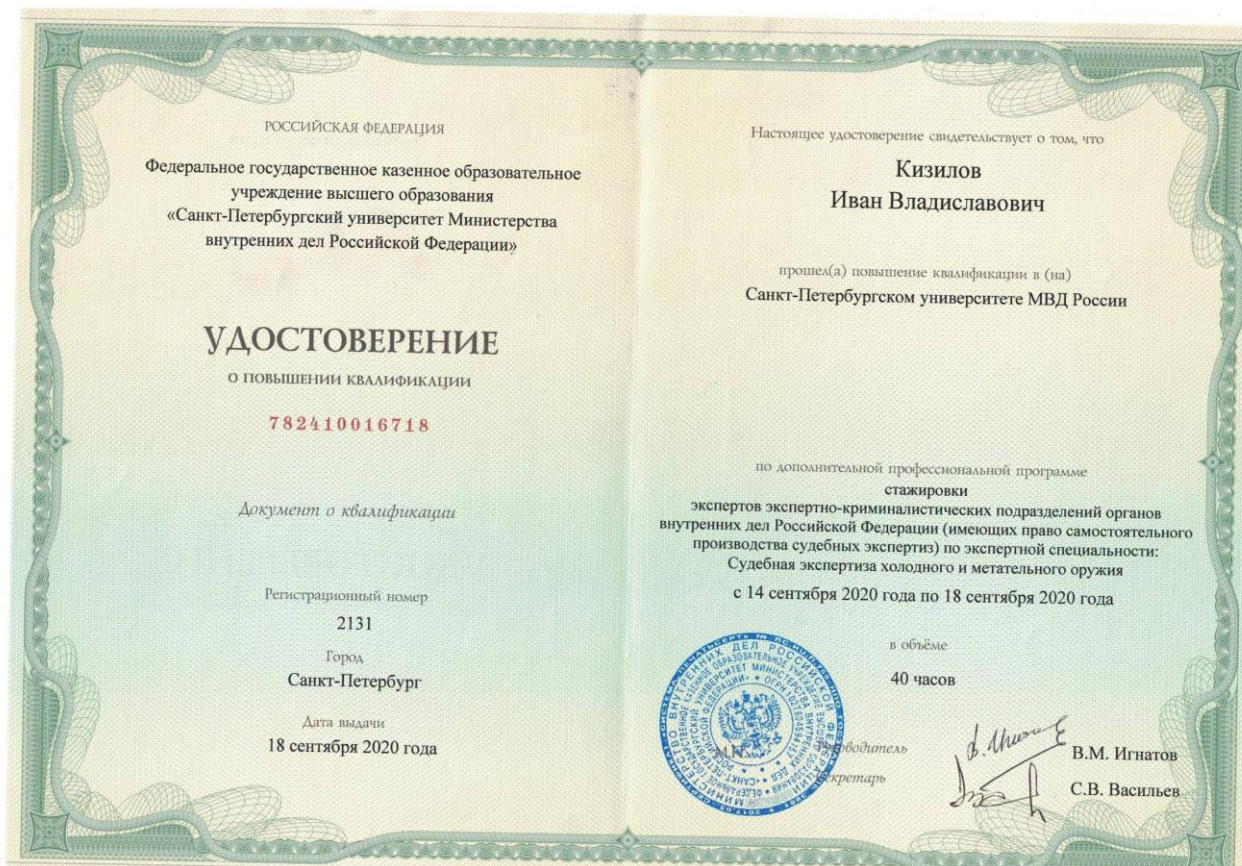 РОССИЙСКАЯ ФЕДЕРАЦИЯ
Федеральное государственное казенное образовательное
учреждение высшего образования
«Санкт-Петербургский университет Министерства
внутренних дел Российской Федерации»
УДОСТОВЕРЕНИЕ
О ПОВЫШЕНИИ КВАЛИФИКАЦИИ
782410016718
Документ о квалификации
Регистрационный номер
2131
Город
Санкт-Петербург
Дата выдачи
18 сентября 2020 года
Настоящее удостоверение свидетельствует о том, что
Кизилов
Иван Владиславович
прошел(а) повышение квалификации в (на)
Санкт-Петербургском университете МВД России
по дополнительной профессиональной программе
стажировки
экспертов экспертно-криминалистических подразделений органов
внутренних дел Российской Федерации (имеющих право самостоятельного
производства судебных экспертиз) по экспертной специальности:
Судебная экспертиза холодного и метательного оружия
с 14 сентября 2020 года по 18 сентября 2020 года
в объёме
40 часов
М.П.
Руководитель
В.М. Игнатов
Секретарь
С.В. Васильев